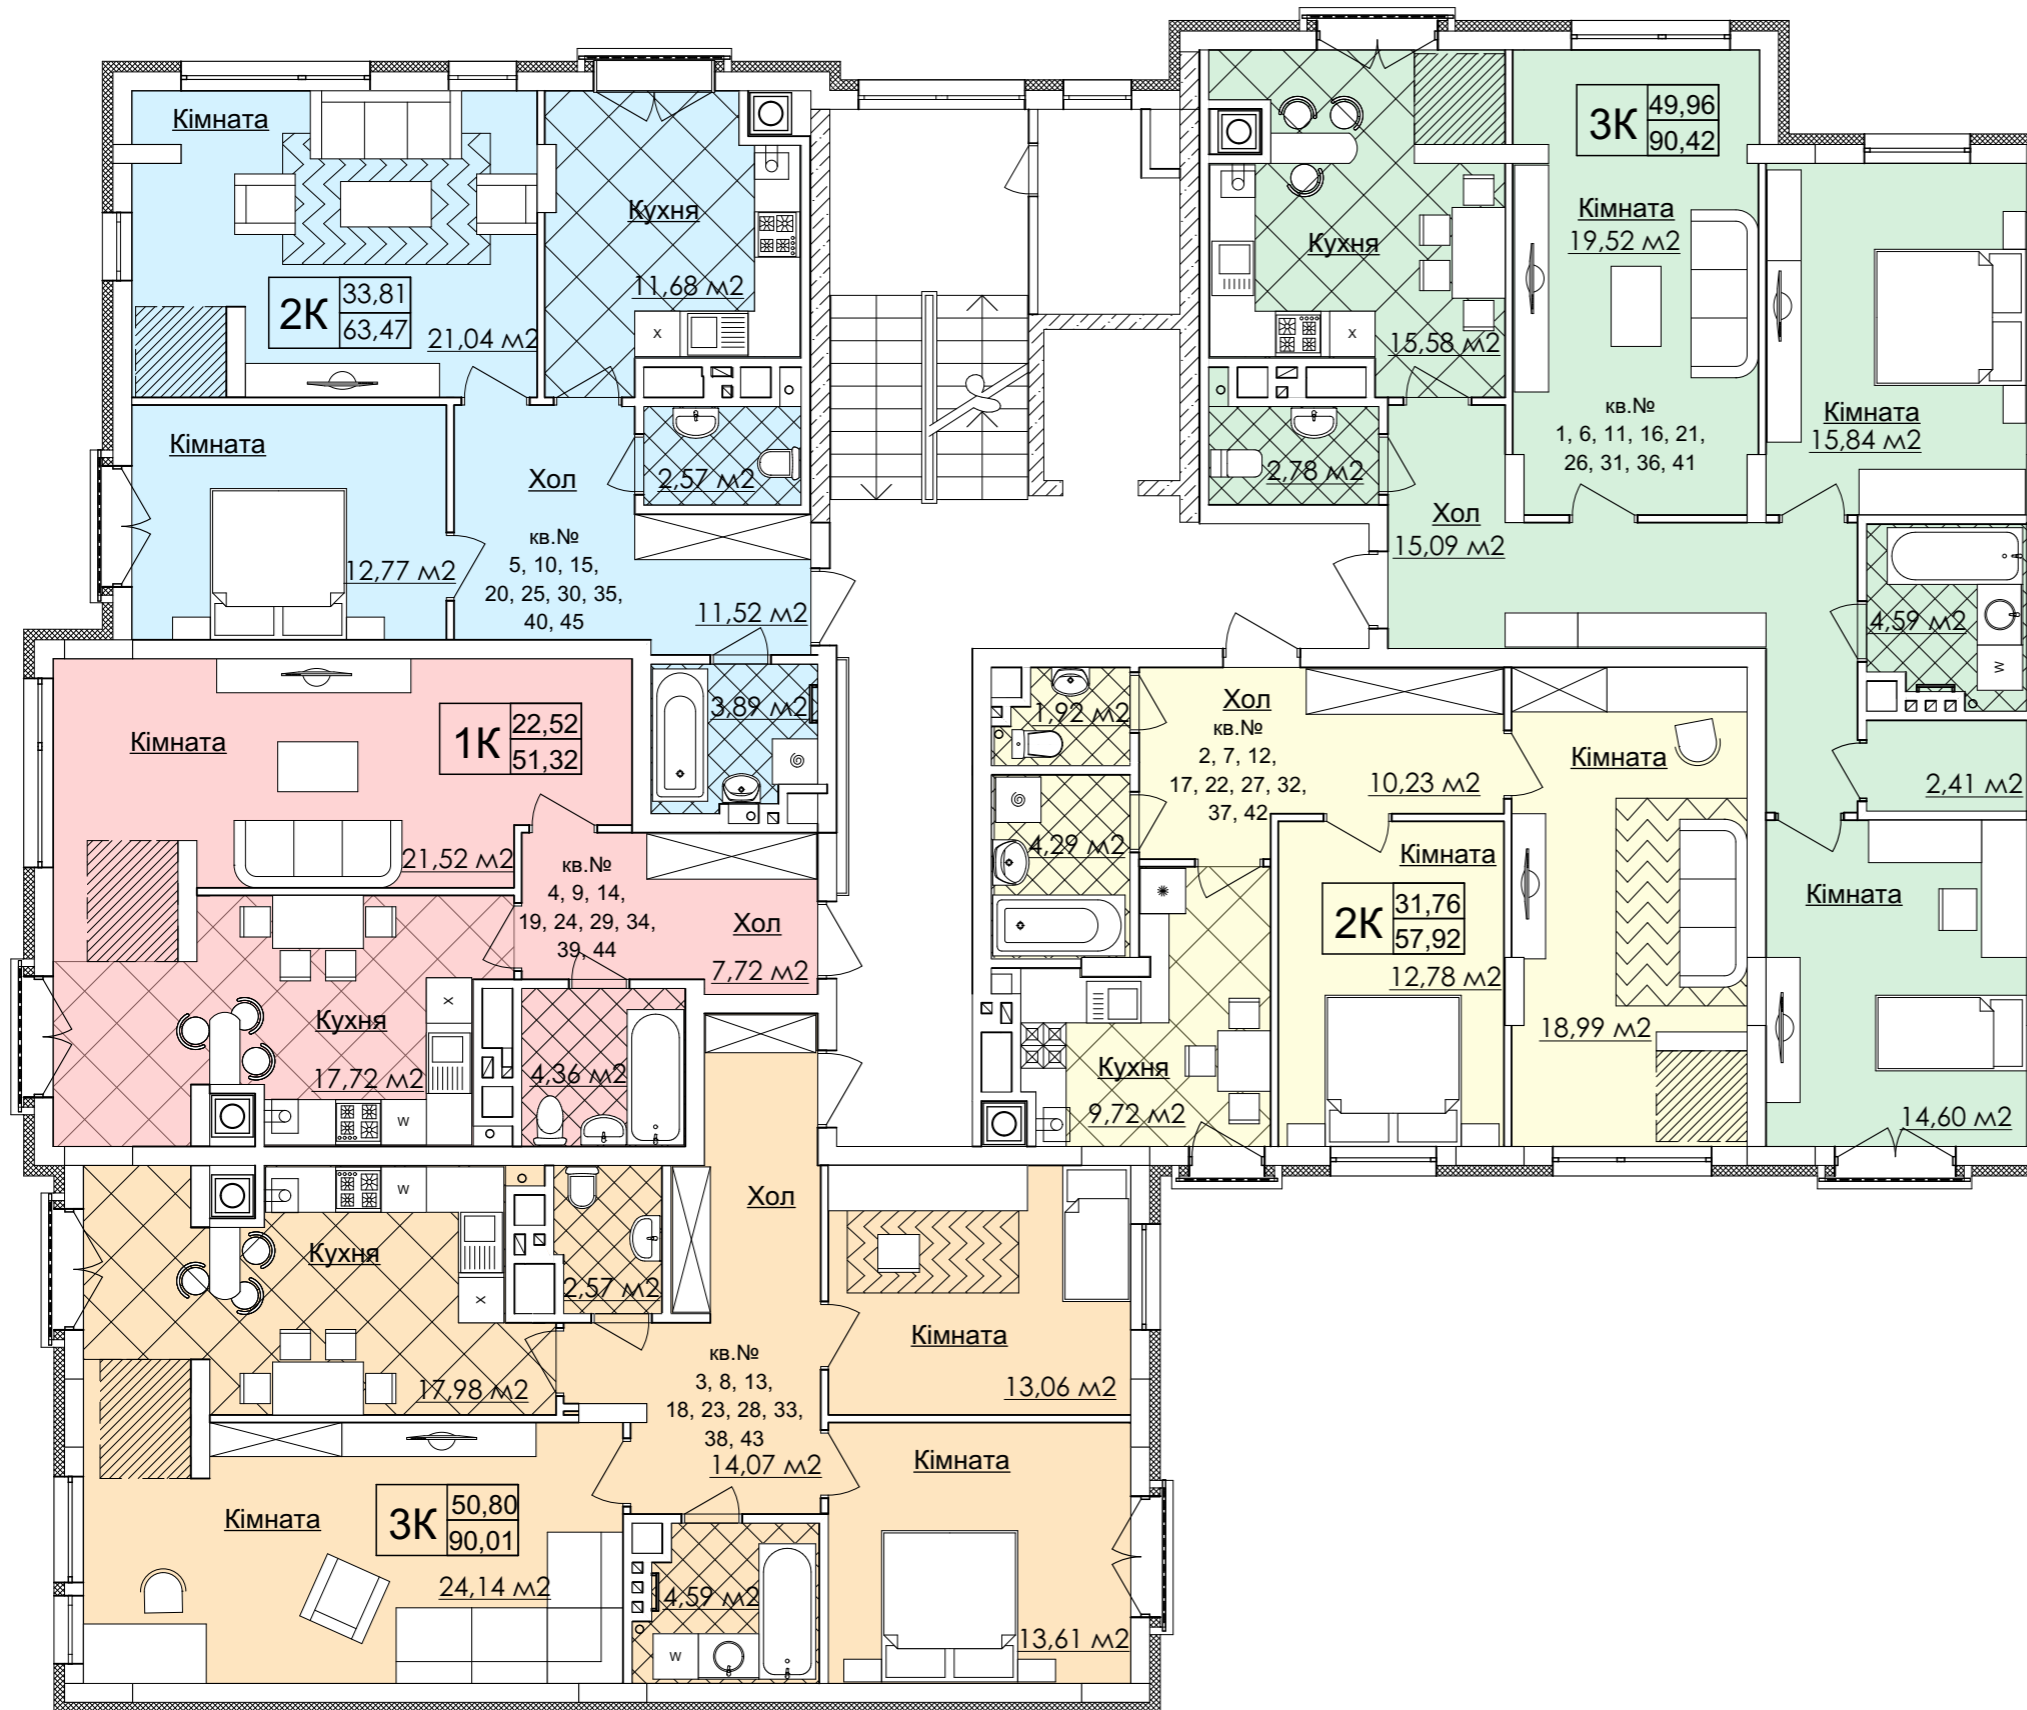 Кімната
2К
33,81
63,47
21,04 м2
Кухня
11,68 м2
х
Кімната
12,77 м2
Хол
2,57 м2
кв.№
5, 10, 15,
20, 25, 30, 35,
40, 45
11,52 м2
3,89 м2
Кухня
15,58 м2
х
2,78 м2
3К
49,96
90,42
Кімната
19,52 м2
кв.№
1, 6, 11, 16, 21,
26, 31, 36, 41
Кімната
15,84 м2
Хол
15,09 м2
4,59 м2
w
2,41 м2
Кімната
14,60 м2
Кімната
1К
22,52
51,32
21,52 м2
кв.№
4, 9, 14,
19, 24, 29, 34,
39, 44
Хол
7,72 м2
Кухня
17,72 м2
х
w
4,36 м2
1,92 м2
Хол
кв.№
2, 7, 12,
17, 22, 27, 32,
37, 42
10,23 м2
4,29 м2
Кімната
18,99 м2
Кімната
2К
31,76
57,92
12,78 м2
Кухня
9,72 м2
w
х
Кухня
17,98 м2
2,57 м2
Хол
кв.№
3, 8, 13,
18, 23, 28, 33,
38, 43
14,07 м2
Кімната
13,06 м2
Кімната
13,61 м2
Кімната
3К
50,80
90,01
24,14 м2
4,59 м2
w